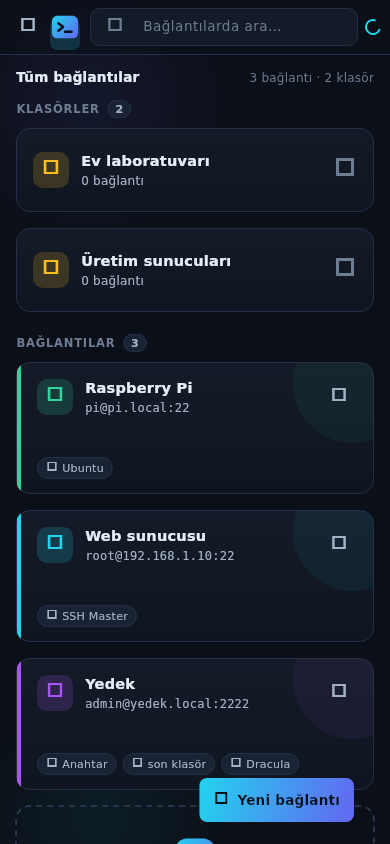 Bağlantılarda ara...
Tüm bağlantılar
3 bağlantı · 2 klasör
KLASÖRLER 2
Ev laboratuvarı
0 bağlantı
Üretim sunucuları
0 bağlantı
BAĞLANTILAR 3
Raspberry Pi
pi@pi.local:22
Ubuntu
Web sunucusu
root@192.168.1.10:22
SSH Master
Yedek
admin@yedek.local:2222
Anahtar son klasör Dracula
Yeni bağlantı